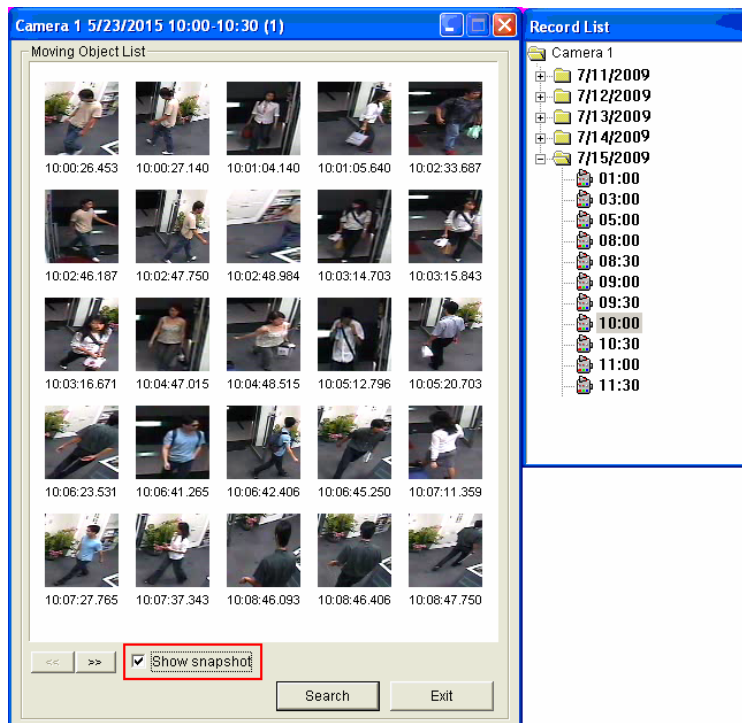 Camera 1 5/23/2015 10:00-10:30 (1)
Moving Object List
10:00:26.453 10:00:27.140 10:01:04.140 10:01:05.640 10:02:33.687
10:02:46.187 10:02:47.750 10:02:48.984 10:03:14.703 10:03:15.843
10:03:16.671 10:04:47.015 10:04:48.515 10:05:12.796 10:05:20.703
10:06:23.531 10:06:41.265 10:06:42.406 10:06:45.250 10:07:11.359
10:07:27.765 10:07:37.343 10:08:46.093 10:08:46.406 10:08:47.750
<< >> Show snapshot
Search Exit
Record List
Camera 1
7/11/2009
7/12/2009
7/13/2009
7/14/2009
7/15/2009
01:00
03:00
05:00
08:00
08:30
09:00
09:30
10:00
10:30
11:00
11:30